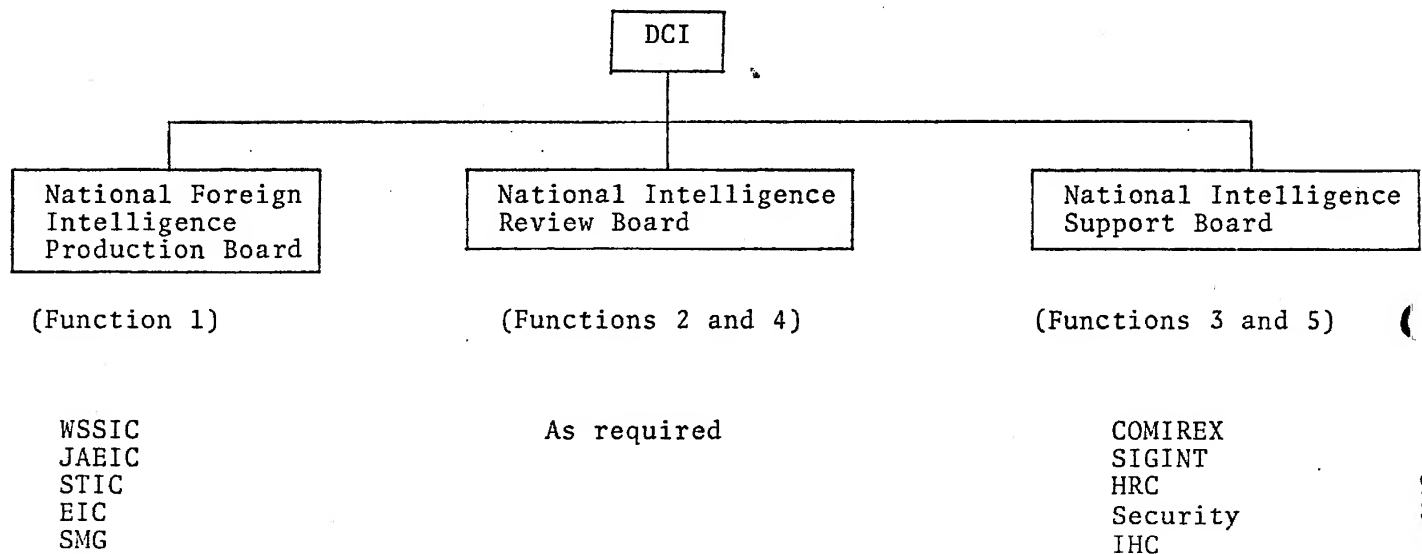 DCI
National Foreign
Intelligence
Production Board
National Intelligence
Review Board
National Intelligence
Support Board
(Function 1)
(Functions 2 and 4)
(Functions 3 and 5)
WSSIC
JAEIC
STIC
EIC
SMG
As required
COMIREX
SIGINT
HRC
Security
IHC